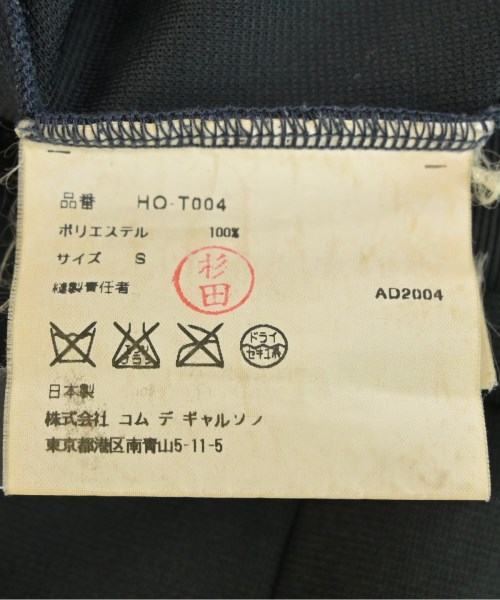 品番 HO-T004
ポリエステル 100%
サイズ S
杉田
縫製責任者
AD2004
ドライ
セキユ系
日本製
株式会社 コム デ ギャルソン
東京都港区南青山5-11-5